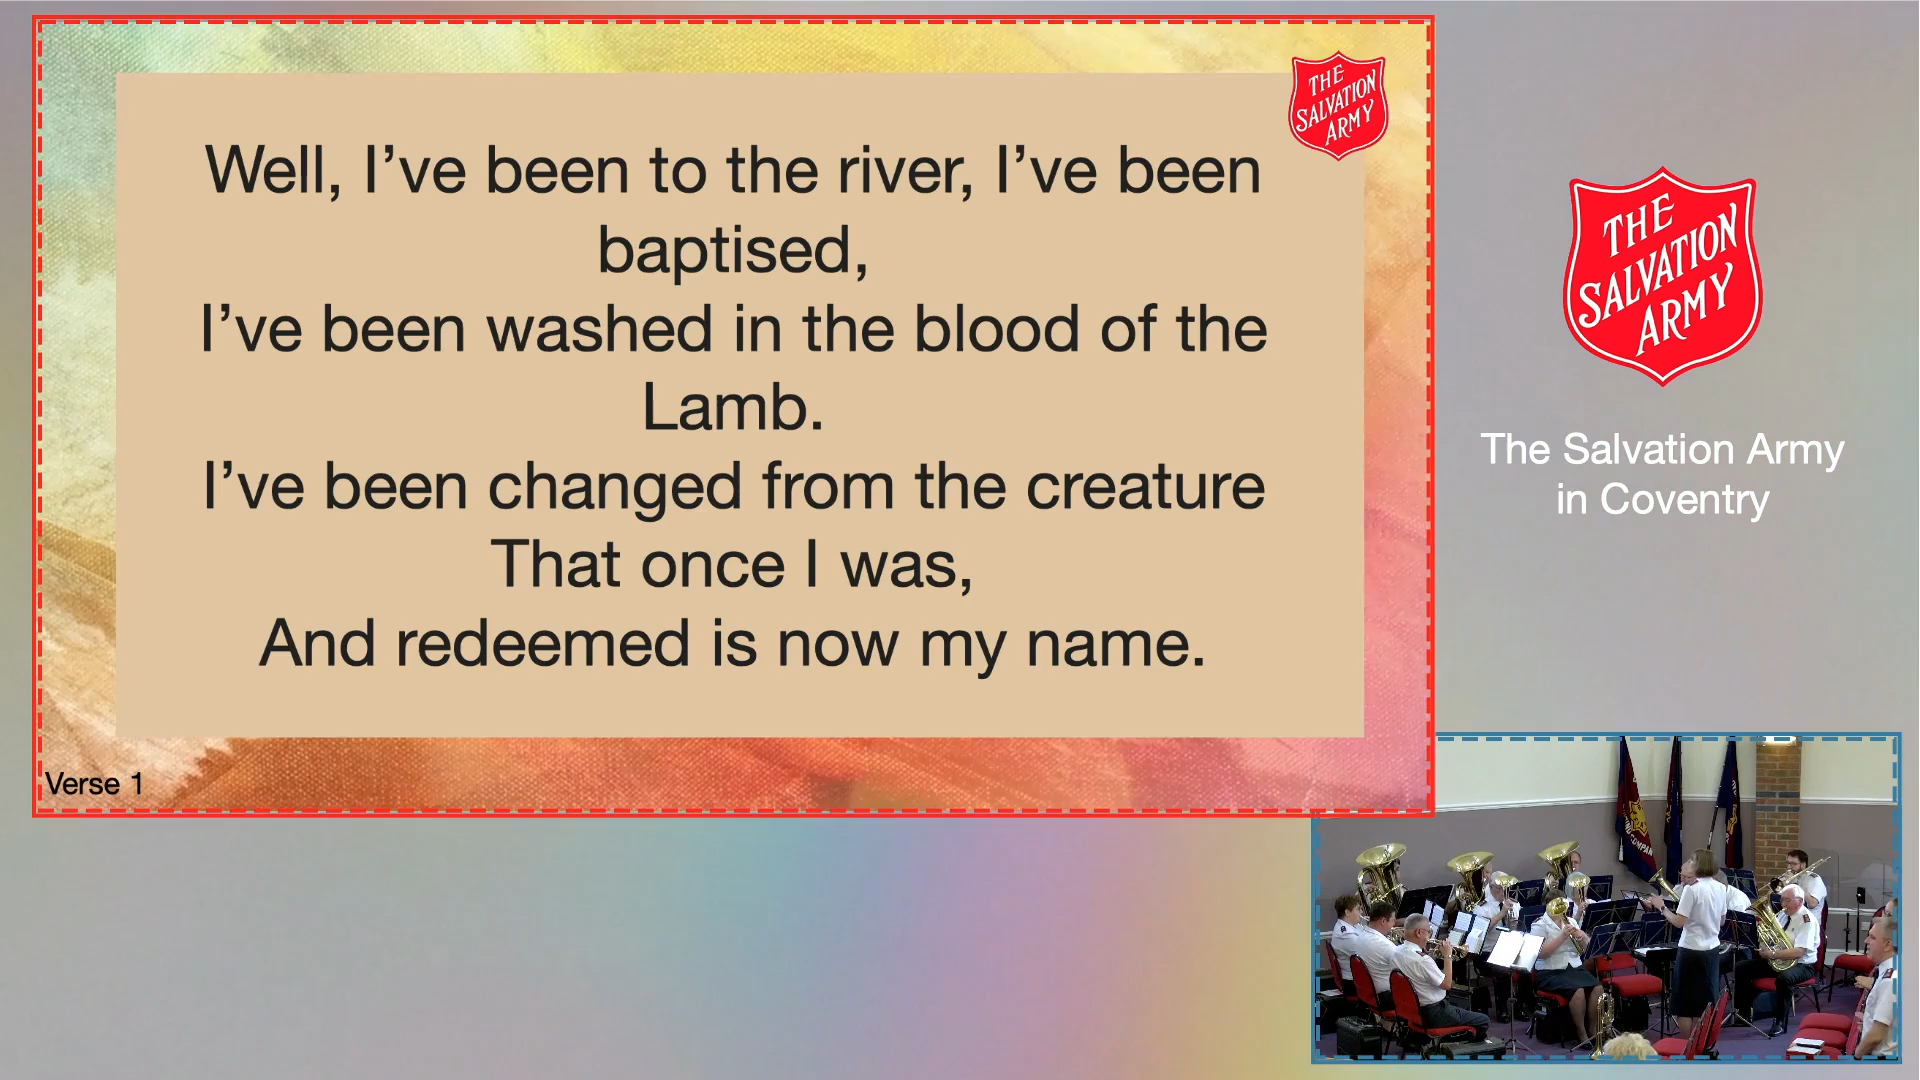 Well, I’ve been to the river, I’ve been
baptised,
I’ve been washed in the blood of the
Lamb.
I’ve been changed from the creature
That once I was,
And redeemed is now my name.
Verse 1
THE
SALVATION
ARMY
THE
SALVATION
ARMY
The Salvation Army
in Coventry
COMPAN